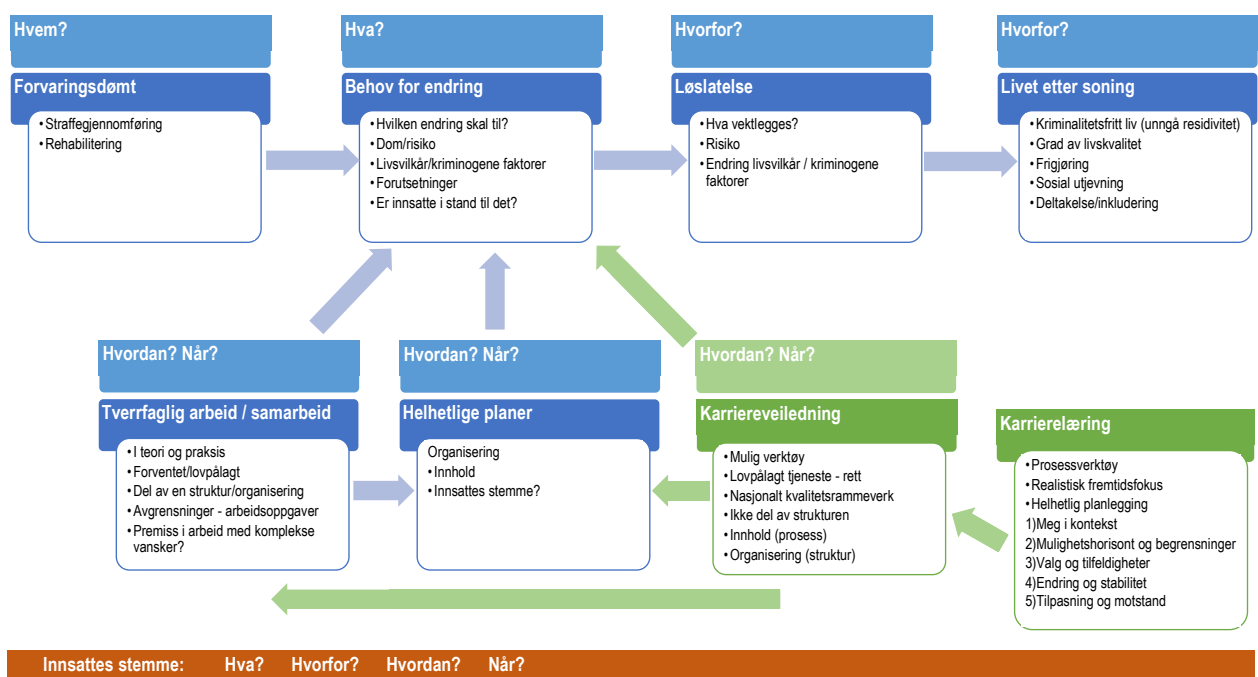 Hvem?
Forvaringsdømt
•Straffegjennomføring
•Rehabilitering
Hva?
Behov for endring
•Hvilken endring skal til?
•Dom/risiko
•Livsvilkår/kriminogene faktorer
•Forutsetninger
•Er innsatte i stand til det?
Hvorfor?
Løslatelse
•Hva vektlegges?
•Risiko
•Endring livsvilkår / kriminogene
faktorer
Hvorfor?
Livet etter soning
•Kriminalitetsfritt liv (unngå residivitet)
•Grad av livskvalitet
•Frigjøring
•Sosial utjevning
•Deltakelse/inkludering
Hvordan? Når?
Tverrfaglig arbeid / samarbeid
•I teori og praksis
•Forventet/lovpålagt
•Del av en struktur/organisering
•Avgrensninger - arbeidsoppgaver
•Premiss i arbeid med komplekse
vansker?
Hvordan? Når?
Helhetlige planer
Organisering
•Innhold
•Innsattes stemme?
Hvordan? Når?
Karriereveiledning
•Mulig verktøy
•Lovpålagt tjeneste - rett
•Nasjonalt kvalitetsrammeverk
•Ikke del av strukturen
•Innhold (prosess)
•Organisering (struktur)
Karrierelæring
•Prosessverktøy
•Realistisk fremtidsfokus
•Helhetlig planlegging
1)Meg i kontekst
2)Mulighetshorisont og begrensninger
3)Valg og tilfeldigheter
4)Endring og stabilitet
5)Tilpasning og motstand
Innsattes stemme: Hva? Hvorfor? Hvordan? Når?